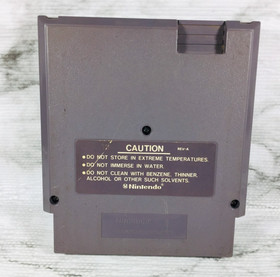 CAUTION REV-A
●DO NOT STORE IN EXTREME TEMPERATURES.
●DO NOT IMMERSE IN WATER.
●DO NOT CLEAN WITH BENZENE, THINNER,
ALCOHOL OR OTHER SUCH SOLVENTS.
Nintendo